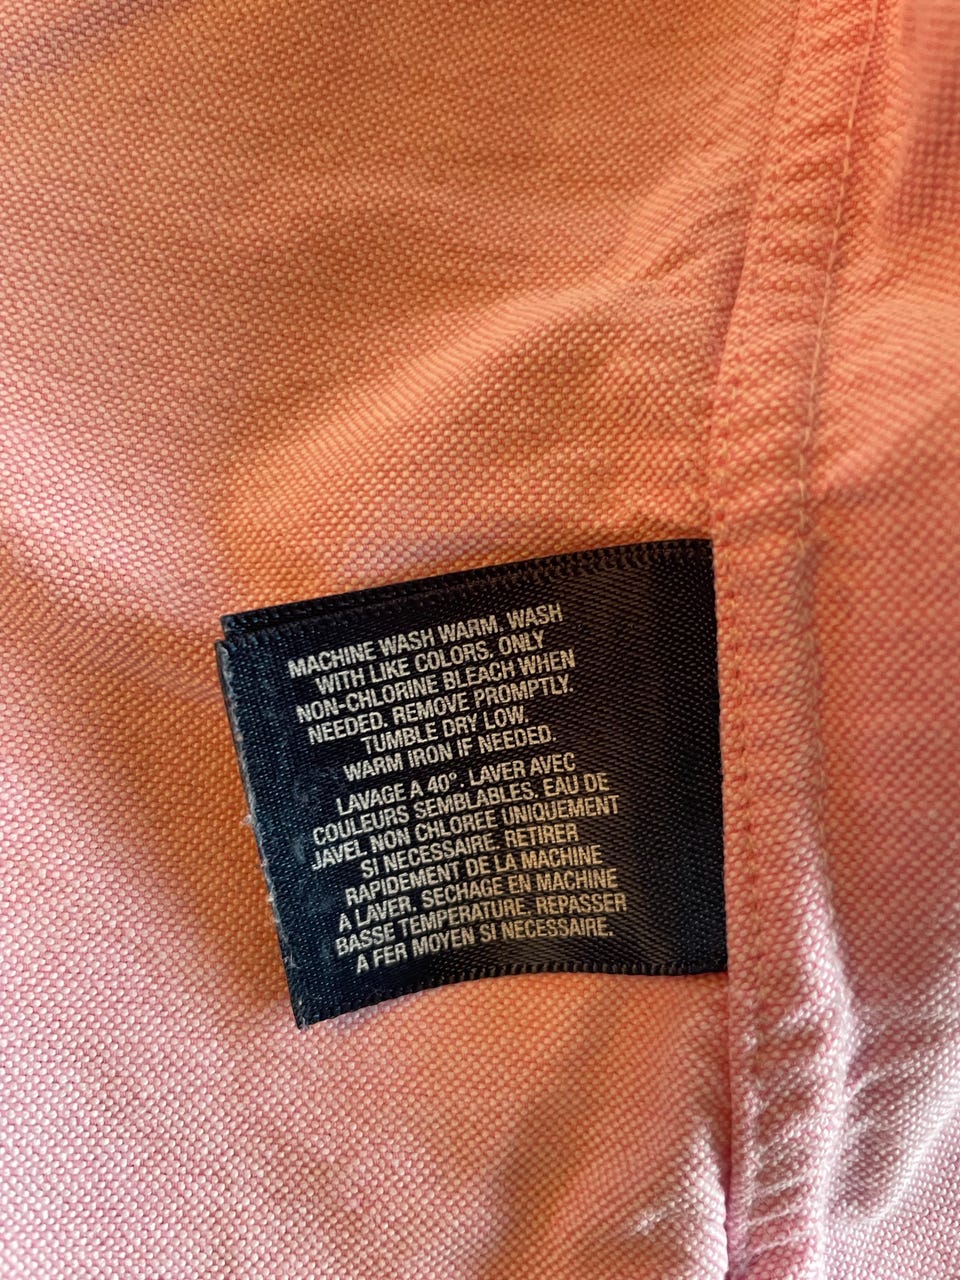 MACHINE WASH WARM. WASH
WITH LIKE COLORS. ONLY
NON-CHLORINE BLEACH WHEN
NEEDED. REMOVE PROMPTLY.
TUMBLE DRY LOW.
WARM IRON IF NEEDED.
LAVAGE A 40°. LAVER AVEC
COULEURS SEMBLABLES. EAU DE
JAVEL NON CHLOREE UNIQUEMENT
SI NECESSAIRE. RETIRER
RAPIDEMENT DE LA MACHINE
A LAVER. SECHAGE EN MACHINE
BASSE TEMPERATURE. REPASSER
A FER MOYEN SI NECESSAIRE.